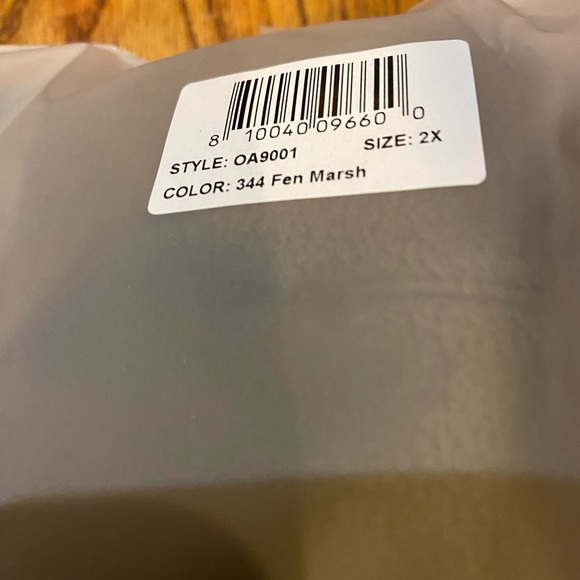 8 10040 09660 0
STYLE: OA9001 SIZE: 2X
COLOR: 344 Fen Marsh